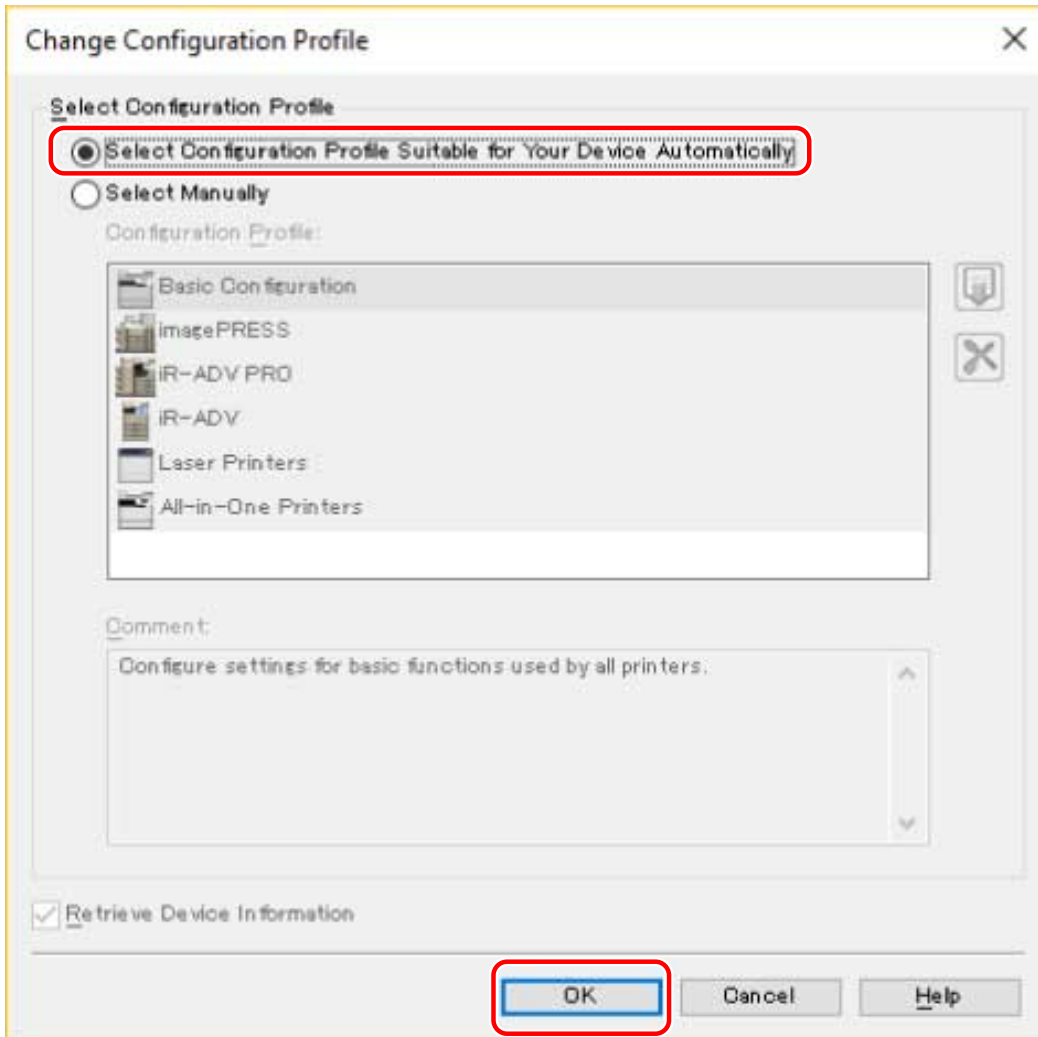 Change Configuration Profile
Select Configuration Profile
Select Configuration Profile Suitable for Your Device Automatically
Select Manually
Configuration Profile:
Basic Configuration
imagePRESS
iR-ADV PRO
iR-ADV
Laser Printers
All-in-One Printers
Comment:
Configure settings for basic functions used by all printers.
Retrieve Device Information
OK Cancel Help